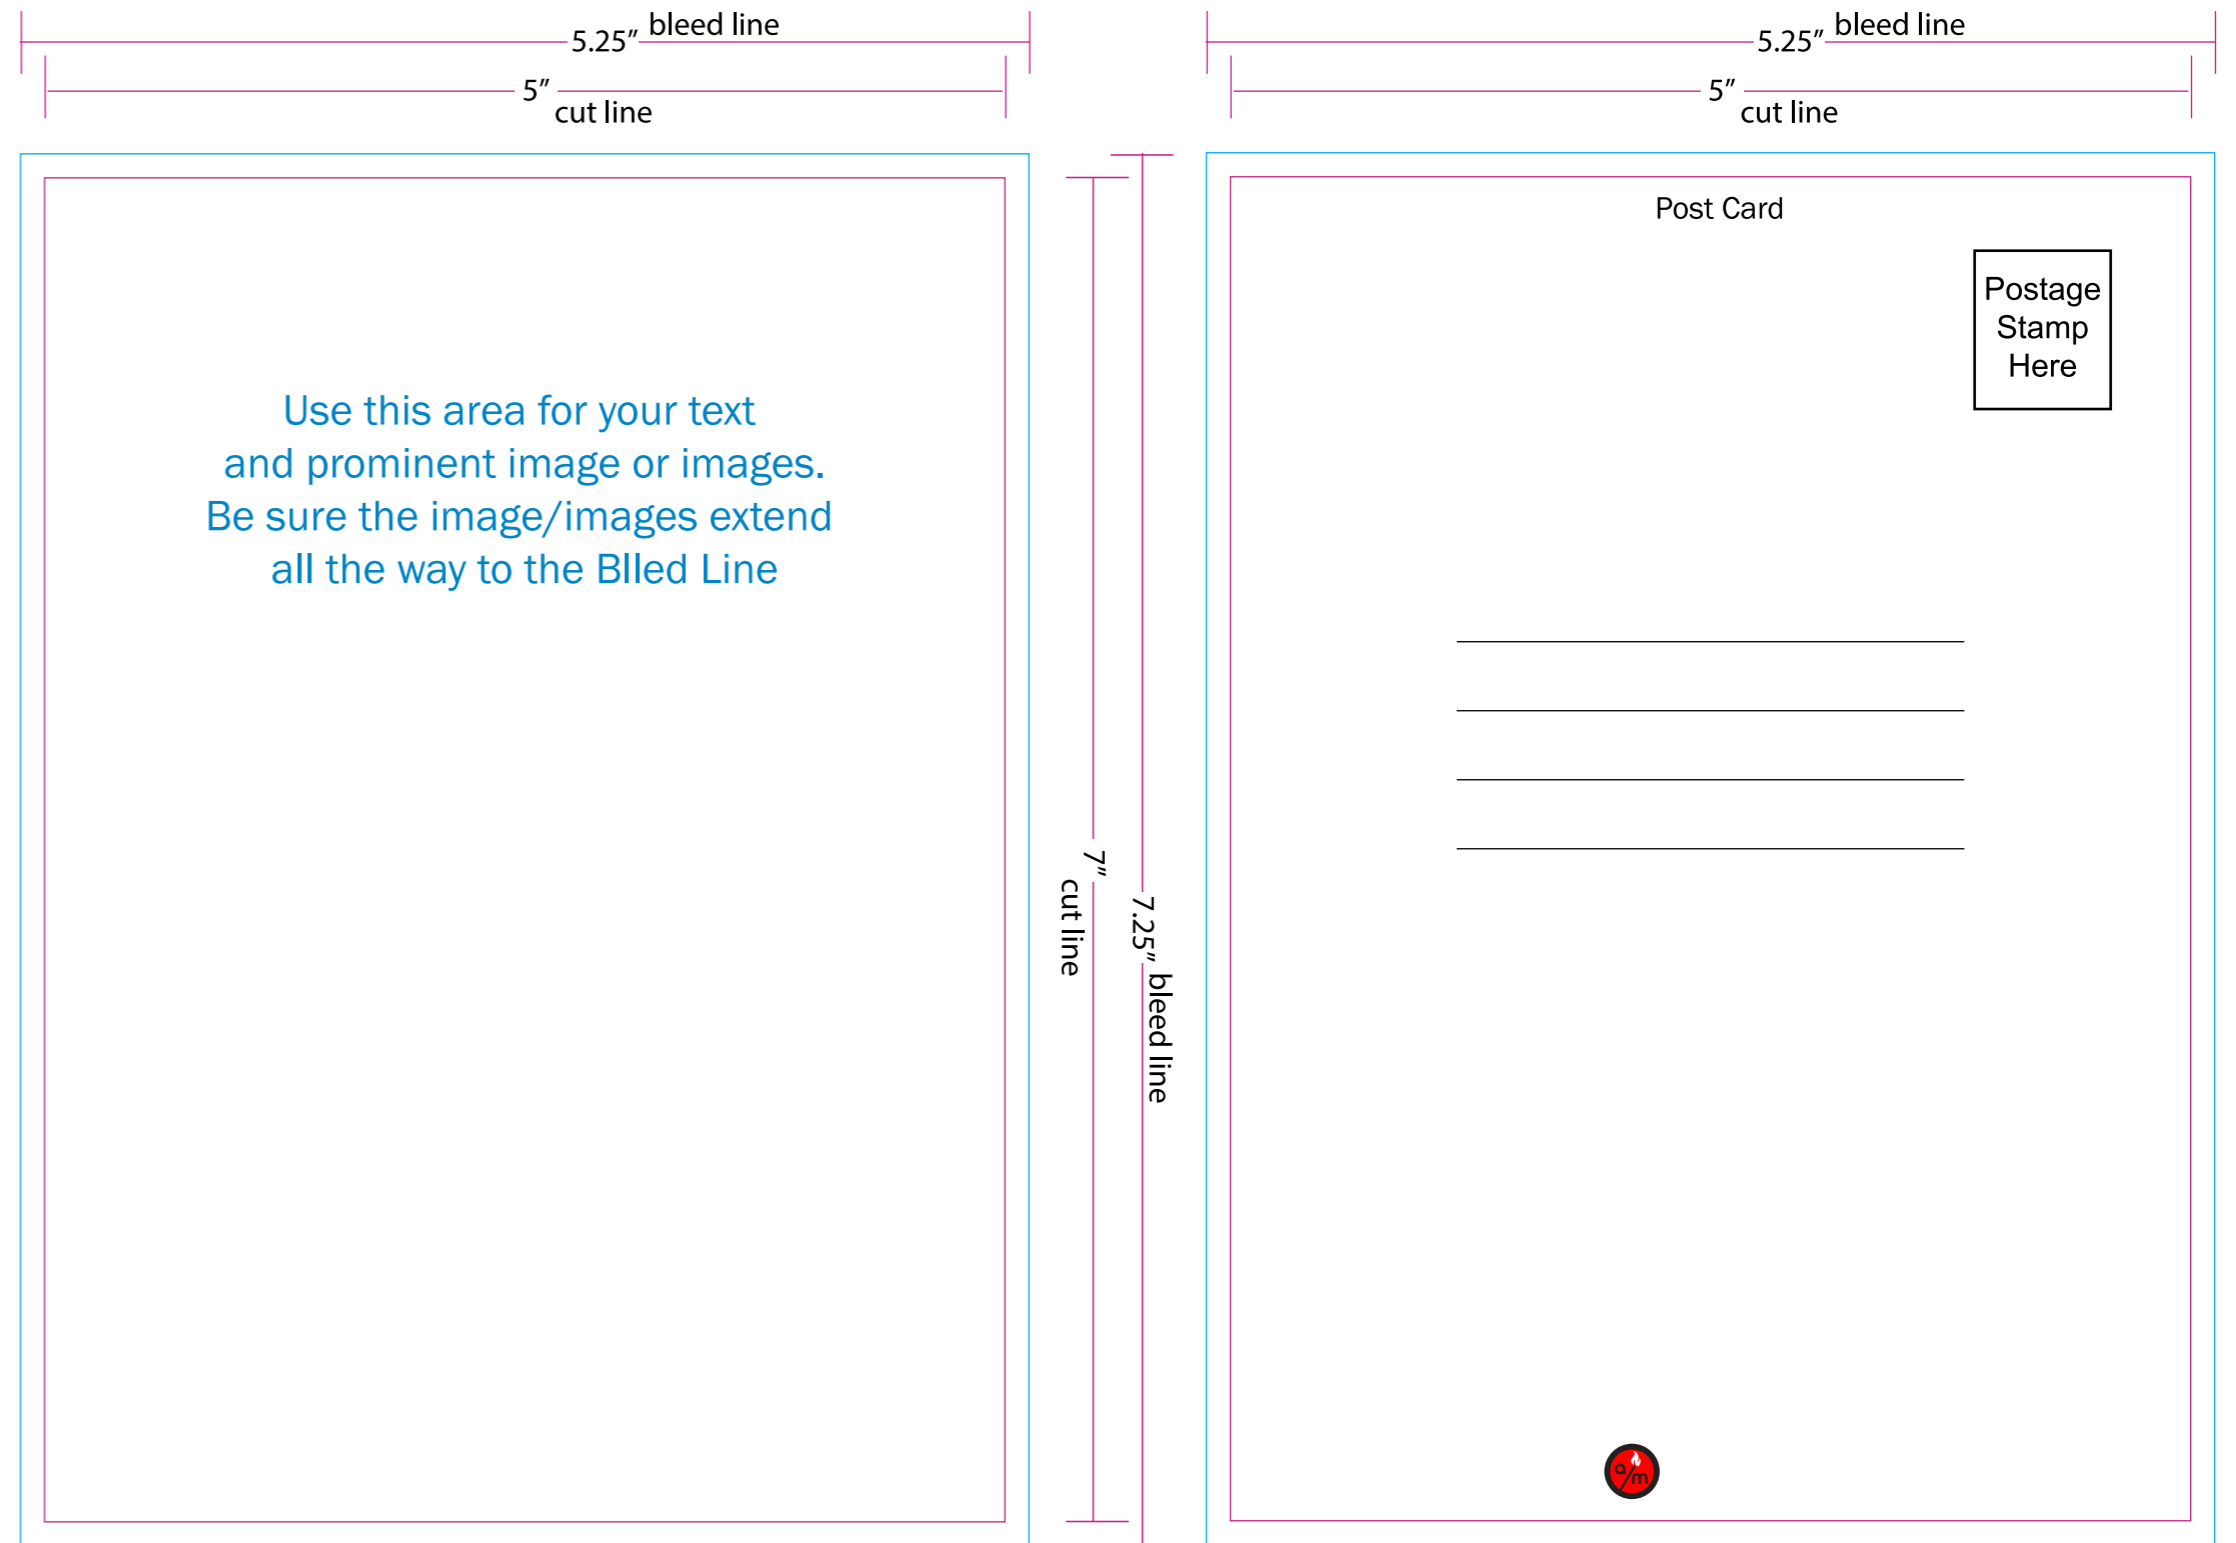 5.25” bleed line
5”
cut line
5.25” bleed line
5”
cut line
Use this area for your text
and prominent image or images.
Be sure the image/images extend
all the way to the Blled Line
7”
cut line
7.25” bleed line
Post Card
Postage
Stamp
Here
a/m